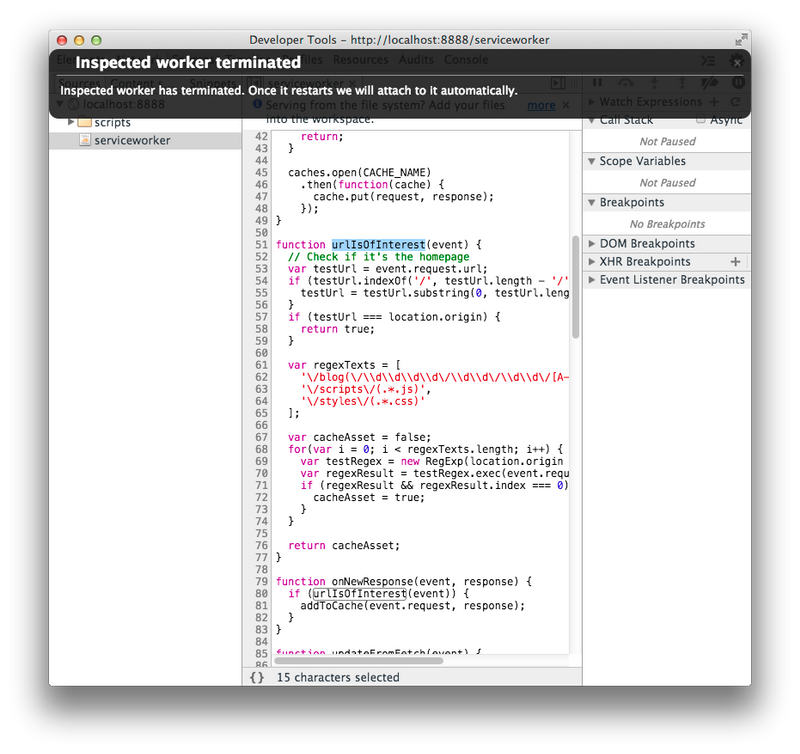 Developer Tools - http://localhost:8888/serviceworker
Resources Audits Console
Inspected worker terminated
Sources Content s... Snippets
serviceworker
Inspected worker has terminated. Once it restarts we will attach to it automatically.
localhost:8888
scripts
serviceworker
Serving from the file system? Add your files more
into the workspace.
42 return;
43 }
44
45 caches.open(CACHE_NAME)
46 .then(function(cache) {
47 cache.put(request, response);
48 });
49 }
50
51 function urlIsOfInterest(event) {
52 // Check if it's the homepage
53 var testUrl = event.request.url;
54 if (testUrl.indexOf('/', testUrl.length - '/'
55 testUrl = testUrl.substring(0, testUrl.leng
56 }
57 if (testUrl === location.origin) {
58 return true;
59 }
60
61 var regexTexts = [
62 '\/blog(\/\\d\\d\\d\\d\/\\d\\d\/\\d\\d\/[A-
63 '\/scripts\/(.*.js)',
64 '\/styles\/(.*.css)'
65 ];
66
67 var cacheAsset = false;
68 for(var i = 0; i < regexTexts.length; i++) {
69 var testRegex = new RegExp(location.origin
70 var regexResult = testRegex.exec(event.requ
71 if (regexResult && regexResult.index === 0)
72 cacheAsset = true;
73 }
74 }
75
76 return cacheAsset;
77 }
78
79 function onNewResponse(event, response) {
80 if (urlIsOfInterest(event)) {
81 addToCache(event.request, response);
82 }
83 }
84
85 function updateFromFetch(event) {
86
{} 15 characters selected
Watch Expressions
Call Stack Async
Not Paused
Scope Variables
Not Paused
Breakpoints
No Breakpoints
DOM Breakpoints
XHR Breakpoints
Event Listener Breakpoints